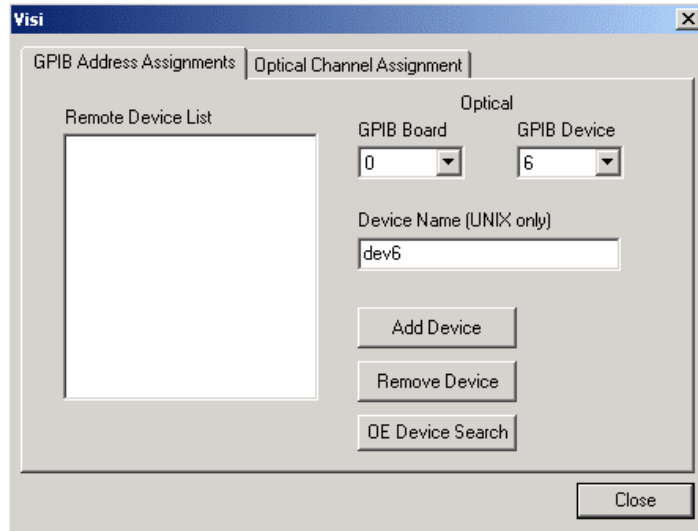 Visi
GPIB Address Assignments
Optical Channel Assignment
Remote Device List
Optical
GPIB Board
GPIB Device
0
6
Device Name (UNIX only)
dev6
Add Device
Remove Device
OE Device Search
Close